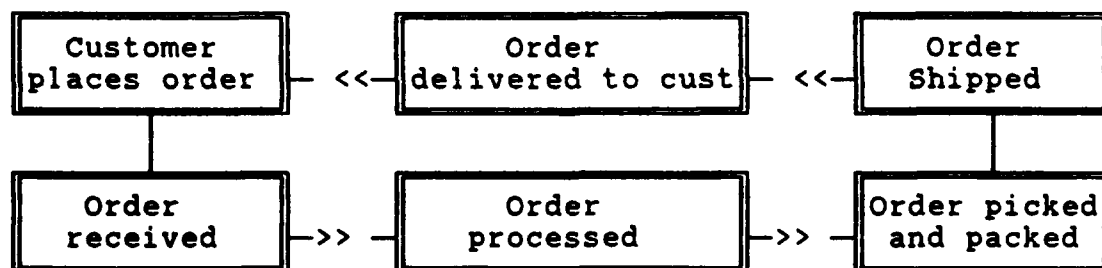 Customer
places order
<<
Order
delivered to cust
<<
Order
Shipped
Order
received
>>
Order
processed
>>
Order picked
and packed